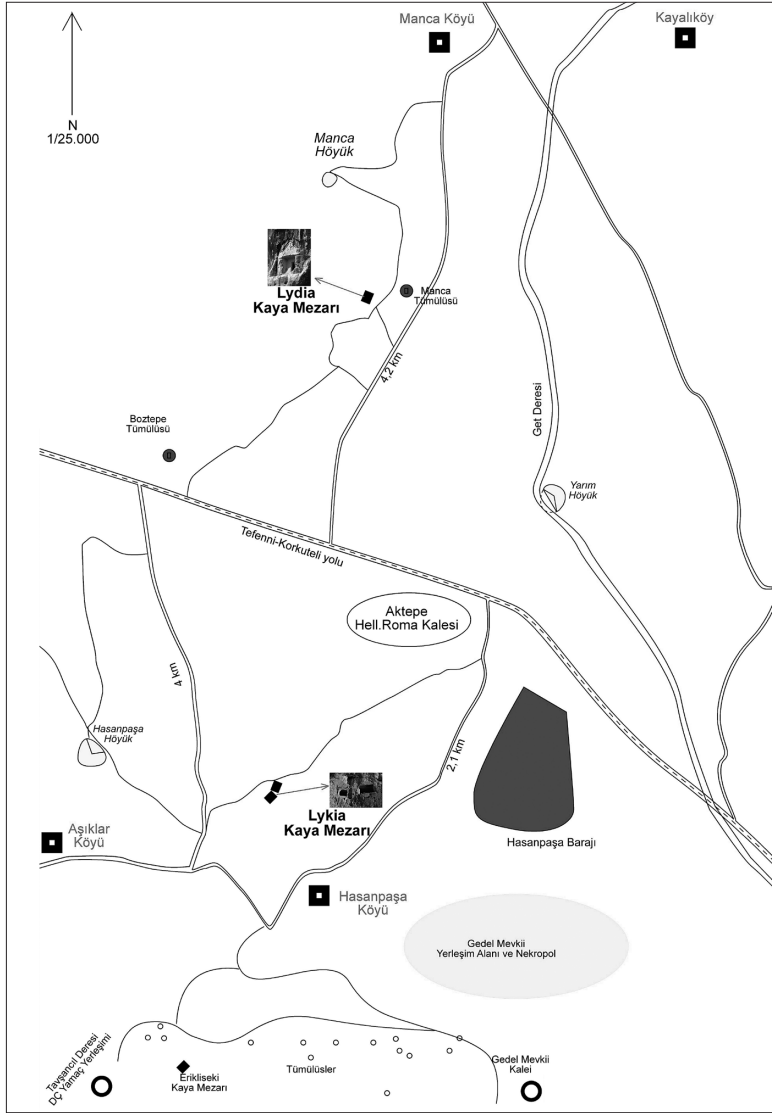 Manca Köyü
Kayalıköy
N
1/25.000
Manca
Höyük
Lydia
Kaya Mezarı
Manca
Tümülüsü
4,2 km
Get Deresi
Boztepe
Tümülüsü
Yarım
Höyük
Tefenni-Korkuteli yolu
Aktepe
Hell.Roma Kalesi
4 km
Hasanpaşa
Höyük
2,1 km
Lykia
Kaya Mezarı
Hasanpaşa Barajı
Aşıklar
Köyü
Hasanpaşa
Köyü
Gedel Mevkii
Yerleşim Alanı ve Nekropol
Tavşancıl Deresi
DÇ Yamaç Yerleşimi
Erikliseki
Kaya Mezarı
Tümülüsler
Gedel Mevkii
Kalei